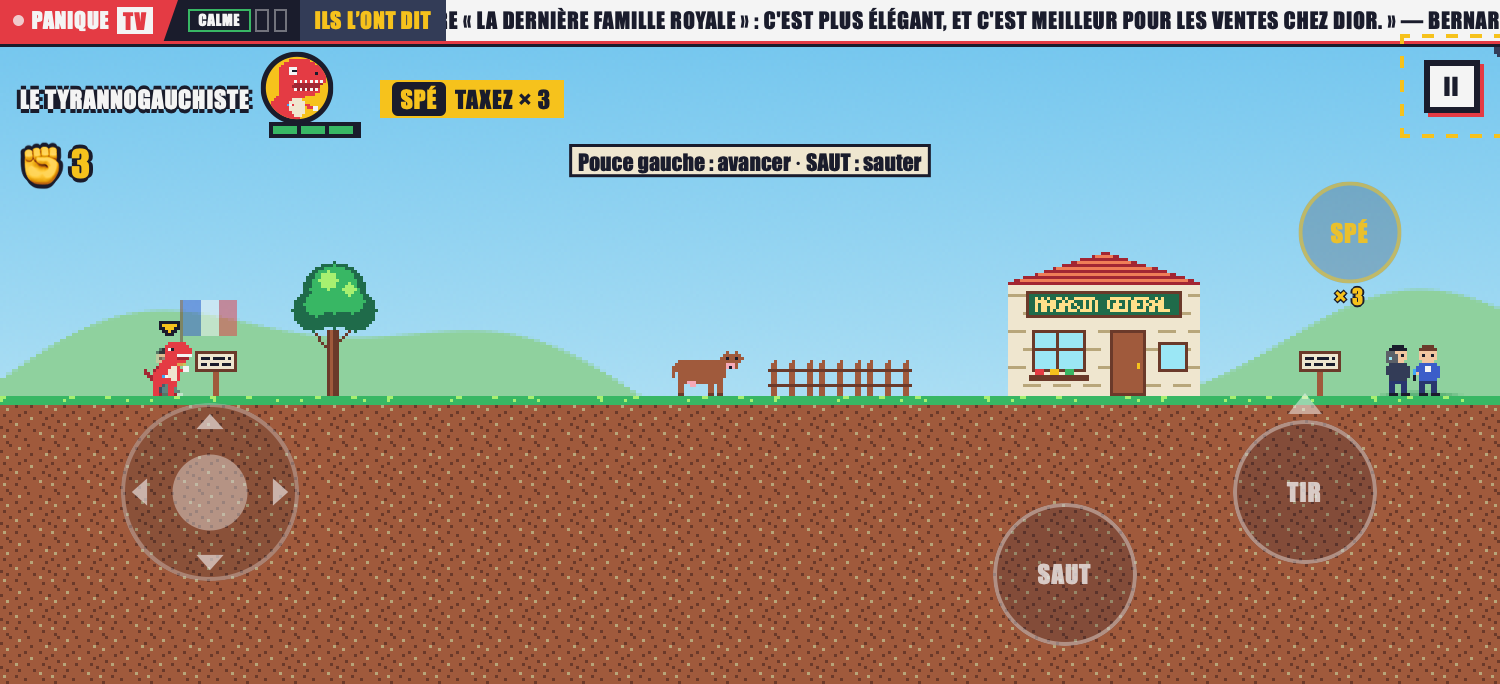 PANIQUE TV
CALME
ILS L'ONT DIT
E « LA DERNIÈRE FAMILLE ROYALE » : C'EST PLUS ÉLÉGANT, ET C'EST MEILLEUR POUR LES VENTES CHEZ DIOR. » — BERNAR
LE TYRANNOGAUCHISTE
SPÉ TAXEZ × 3
3
Pouce gauche : avancer · SAUT : sauter
SPÉ
× 3
MAGASIN GENERAL
TIR
SAUT